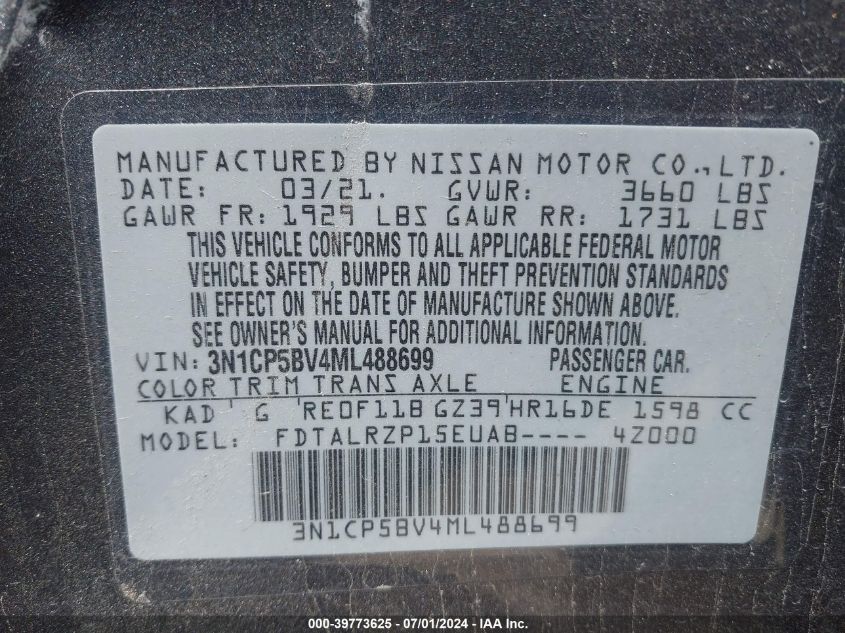 MANUFACTURED BY NISSAN MOTOR CO., LTD.
DATE: 03/21. GVWR: 3660 LBS
GAWR FR: 1929 LBS GAWR RR: 1731 LBS
THIS VEHICLE CONFORMS TO ALL APPLICABLE FEDERAL MOTOR
VEHICLE SAFETY, BUMPER AND THEFT PREVENTION STANDARDS
IN EFFECT ON THE DATE OF MANUFACTURE SHOWN ABOVE.
SEE OWNER'S MANUAL FOR ADDITIONAL INFORMATION.
VIN: 3N1CP5BV4ML488699 PASSENGER CAR.
COLOR TRIM TRANS AXLE ENGINE
KAD ' G 'RE0F11B GZ39'HR16DE 1598 CC
MODEL: FDTALRZP15EUAB---- 4Z000
3N1CP5BV4ML488699
000-39773625 - 07/01/2024 - IAA Inc.